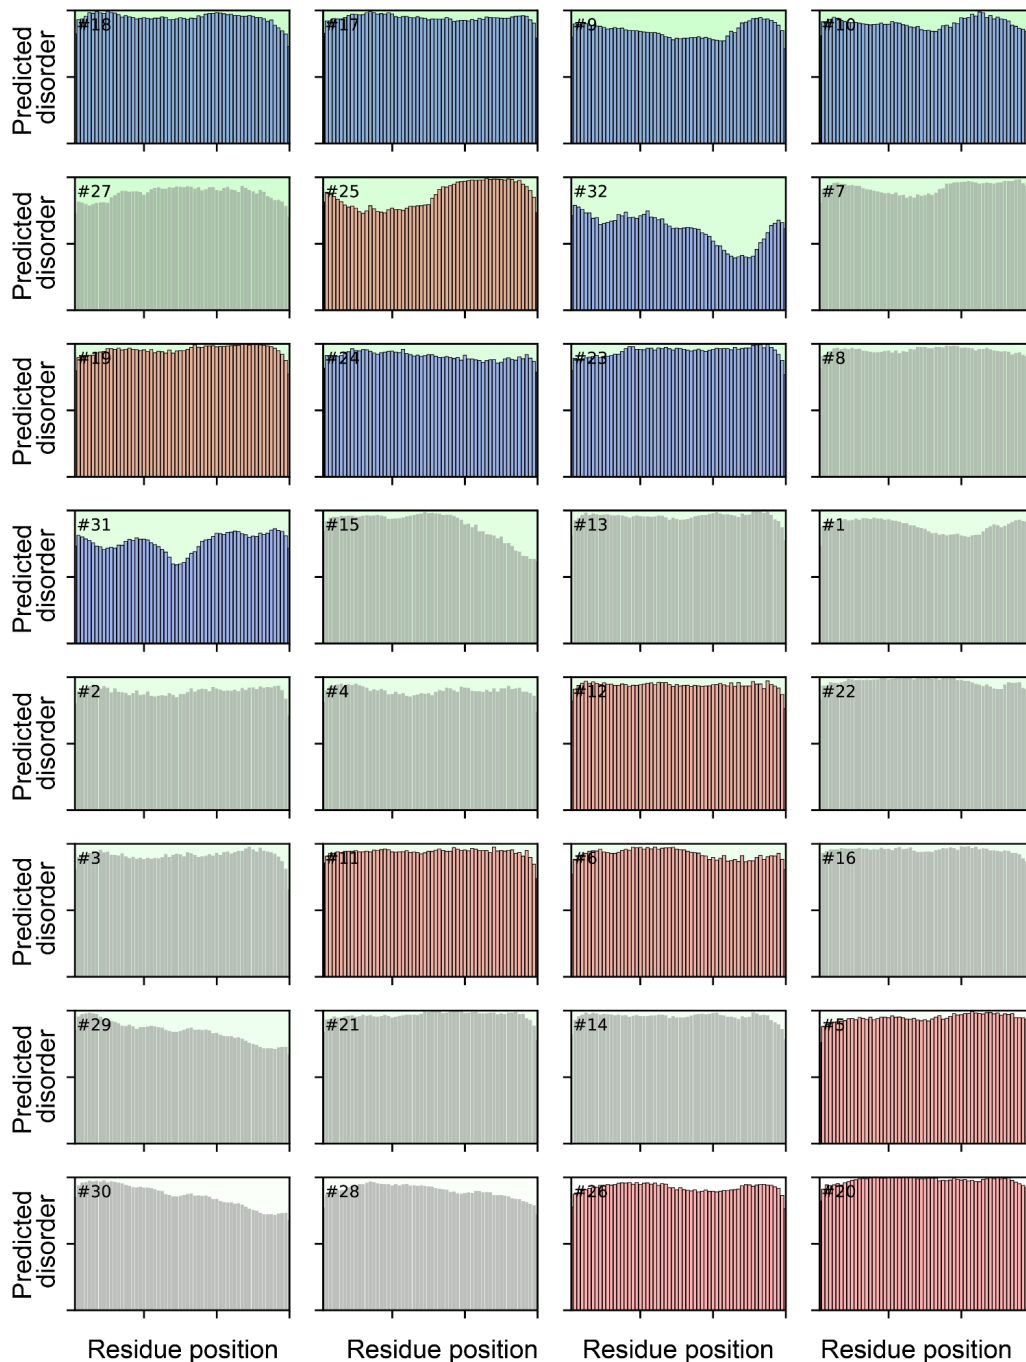 Predicted disorder #18 #17 #9 #10
Predicted disorder #27 #25 #32 #7
Predicted disorder #19 #24 #23 #8
Predicted disorder #31 #15 #13 #1
Predicted disorder #2 #4 #12 #22
Predicted disorder #3 #11 #6 #16
Predicted disorder #29 #21 #14 #5
Predicted disorder #30 #28 #26 #20
Residue position Residue position Residue position Residue position